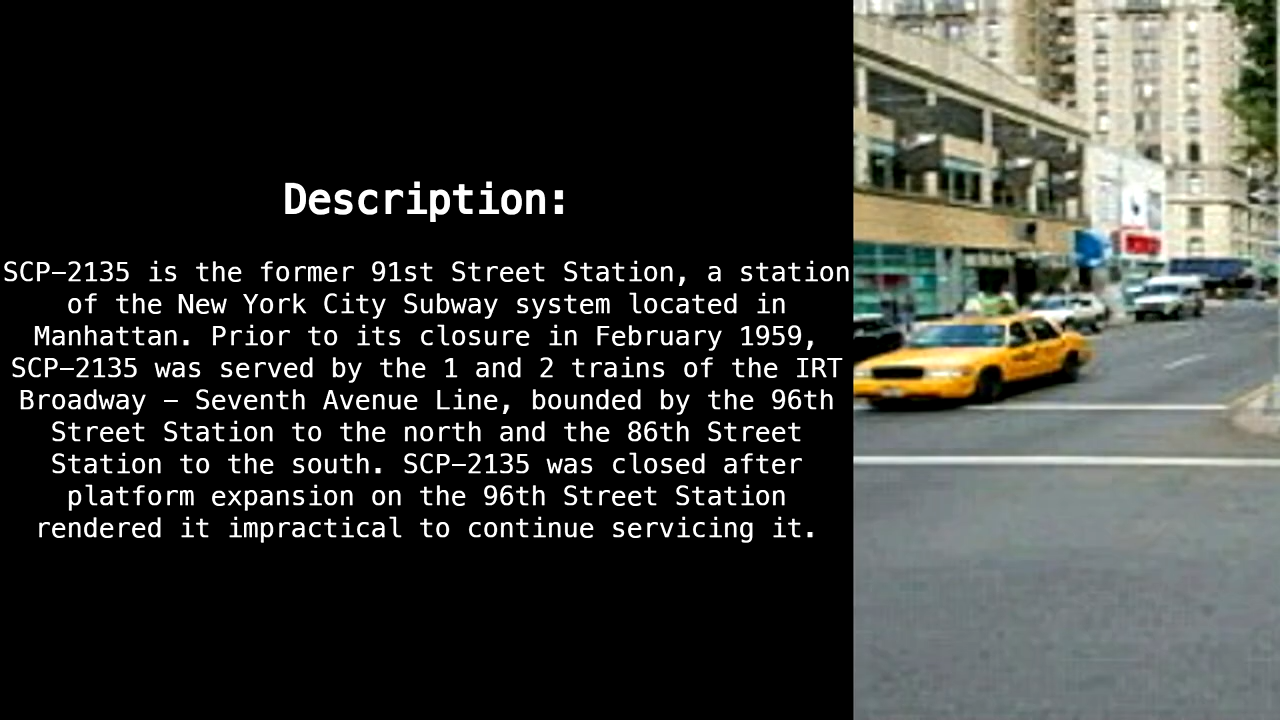 Description:
SCP–2135 is the former 91st Street Station, a station
of the New York City Subway system located in
Manhattan. Prior to its closure in February 1959,
SCP–2135 was served by the 1 and 2 trains of the IRT
Broadway – Seventh Avenue Line, bounded by the 96th
Street Station to the north and the 86th Street
Station to the south. SCP–2135 was closed after
platform expansion on the 96th Street Station
rendered it impractical to continue servicing it.